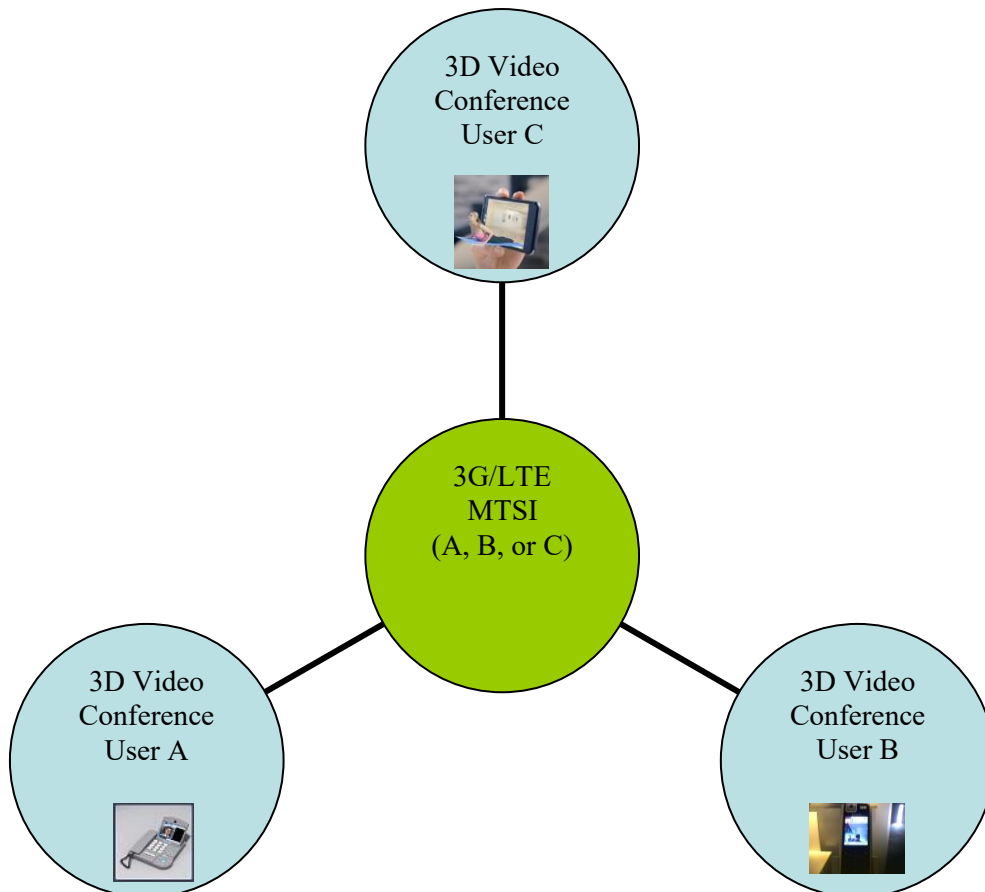 3D Video
Conference
User C
3G/LTE
MTSI
(A, B, or C)
3D Video
Conference
User A
3D Video
Conference
User B